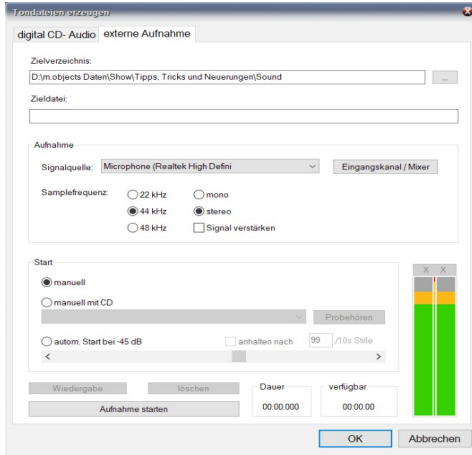 Tondateien erzeugen
digital CD- Audio externe Aufnahme
Zielverzeichnis:
D:\m.objects Daten\Show\Tipps, Tricks und Neuerungen\Sound
...
Zieldatei:
Aufnahme
Signalquelle: Microphone (Realtek High Defini Eingangskanal / Mixer
Samplefrequenz: 22 kHz mono
44 kHz stereo
48 kHz Signal verstärken
Start
manuell
manuell mit CD
Probehören
autom. Start bei -45 dB anhalten nach 99 /10s Stille
X X
Wiedergabe löschen Dauer verfügbar
Aufnahme starten 00:00.000 00:00.00
OK Abbrechen